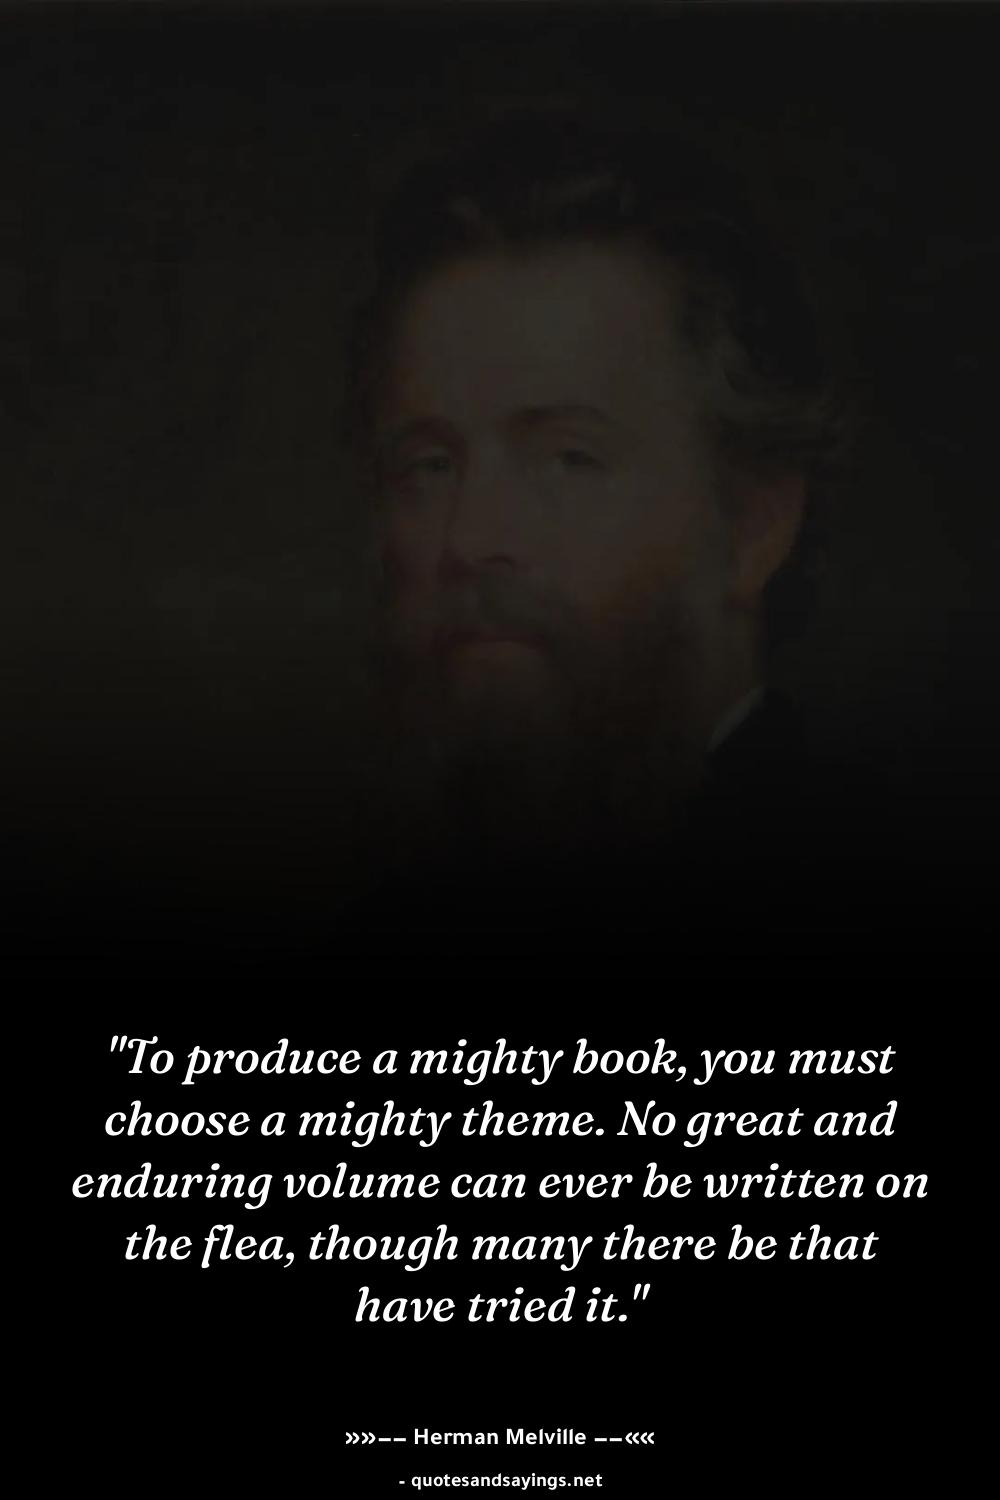 "To produce a mighty book, you must
choose a mighty theme. No great and
enduring volume can ever be written on
the flea, though many there be that
have tried it."
»»–– Herman Melville ––««
- quotesandsayings.net